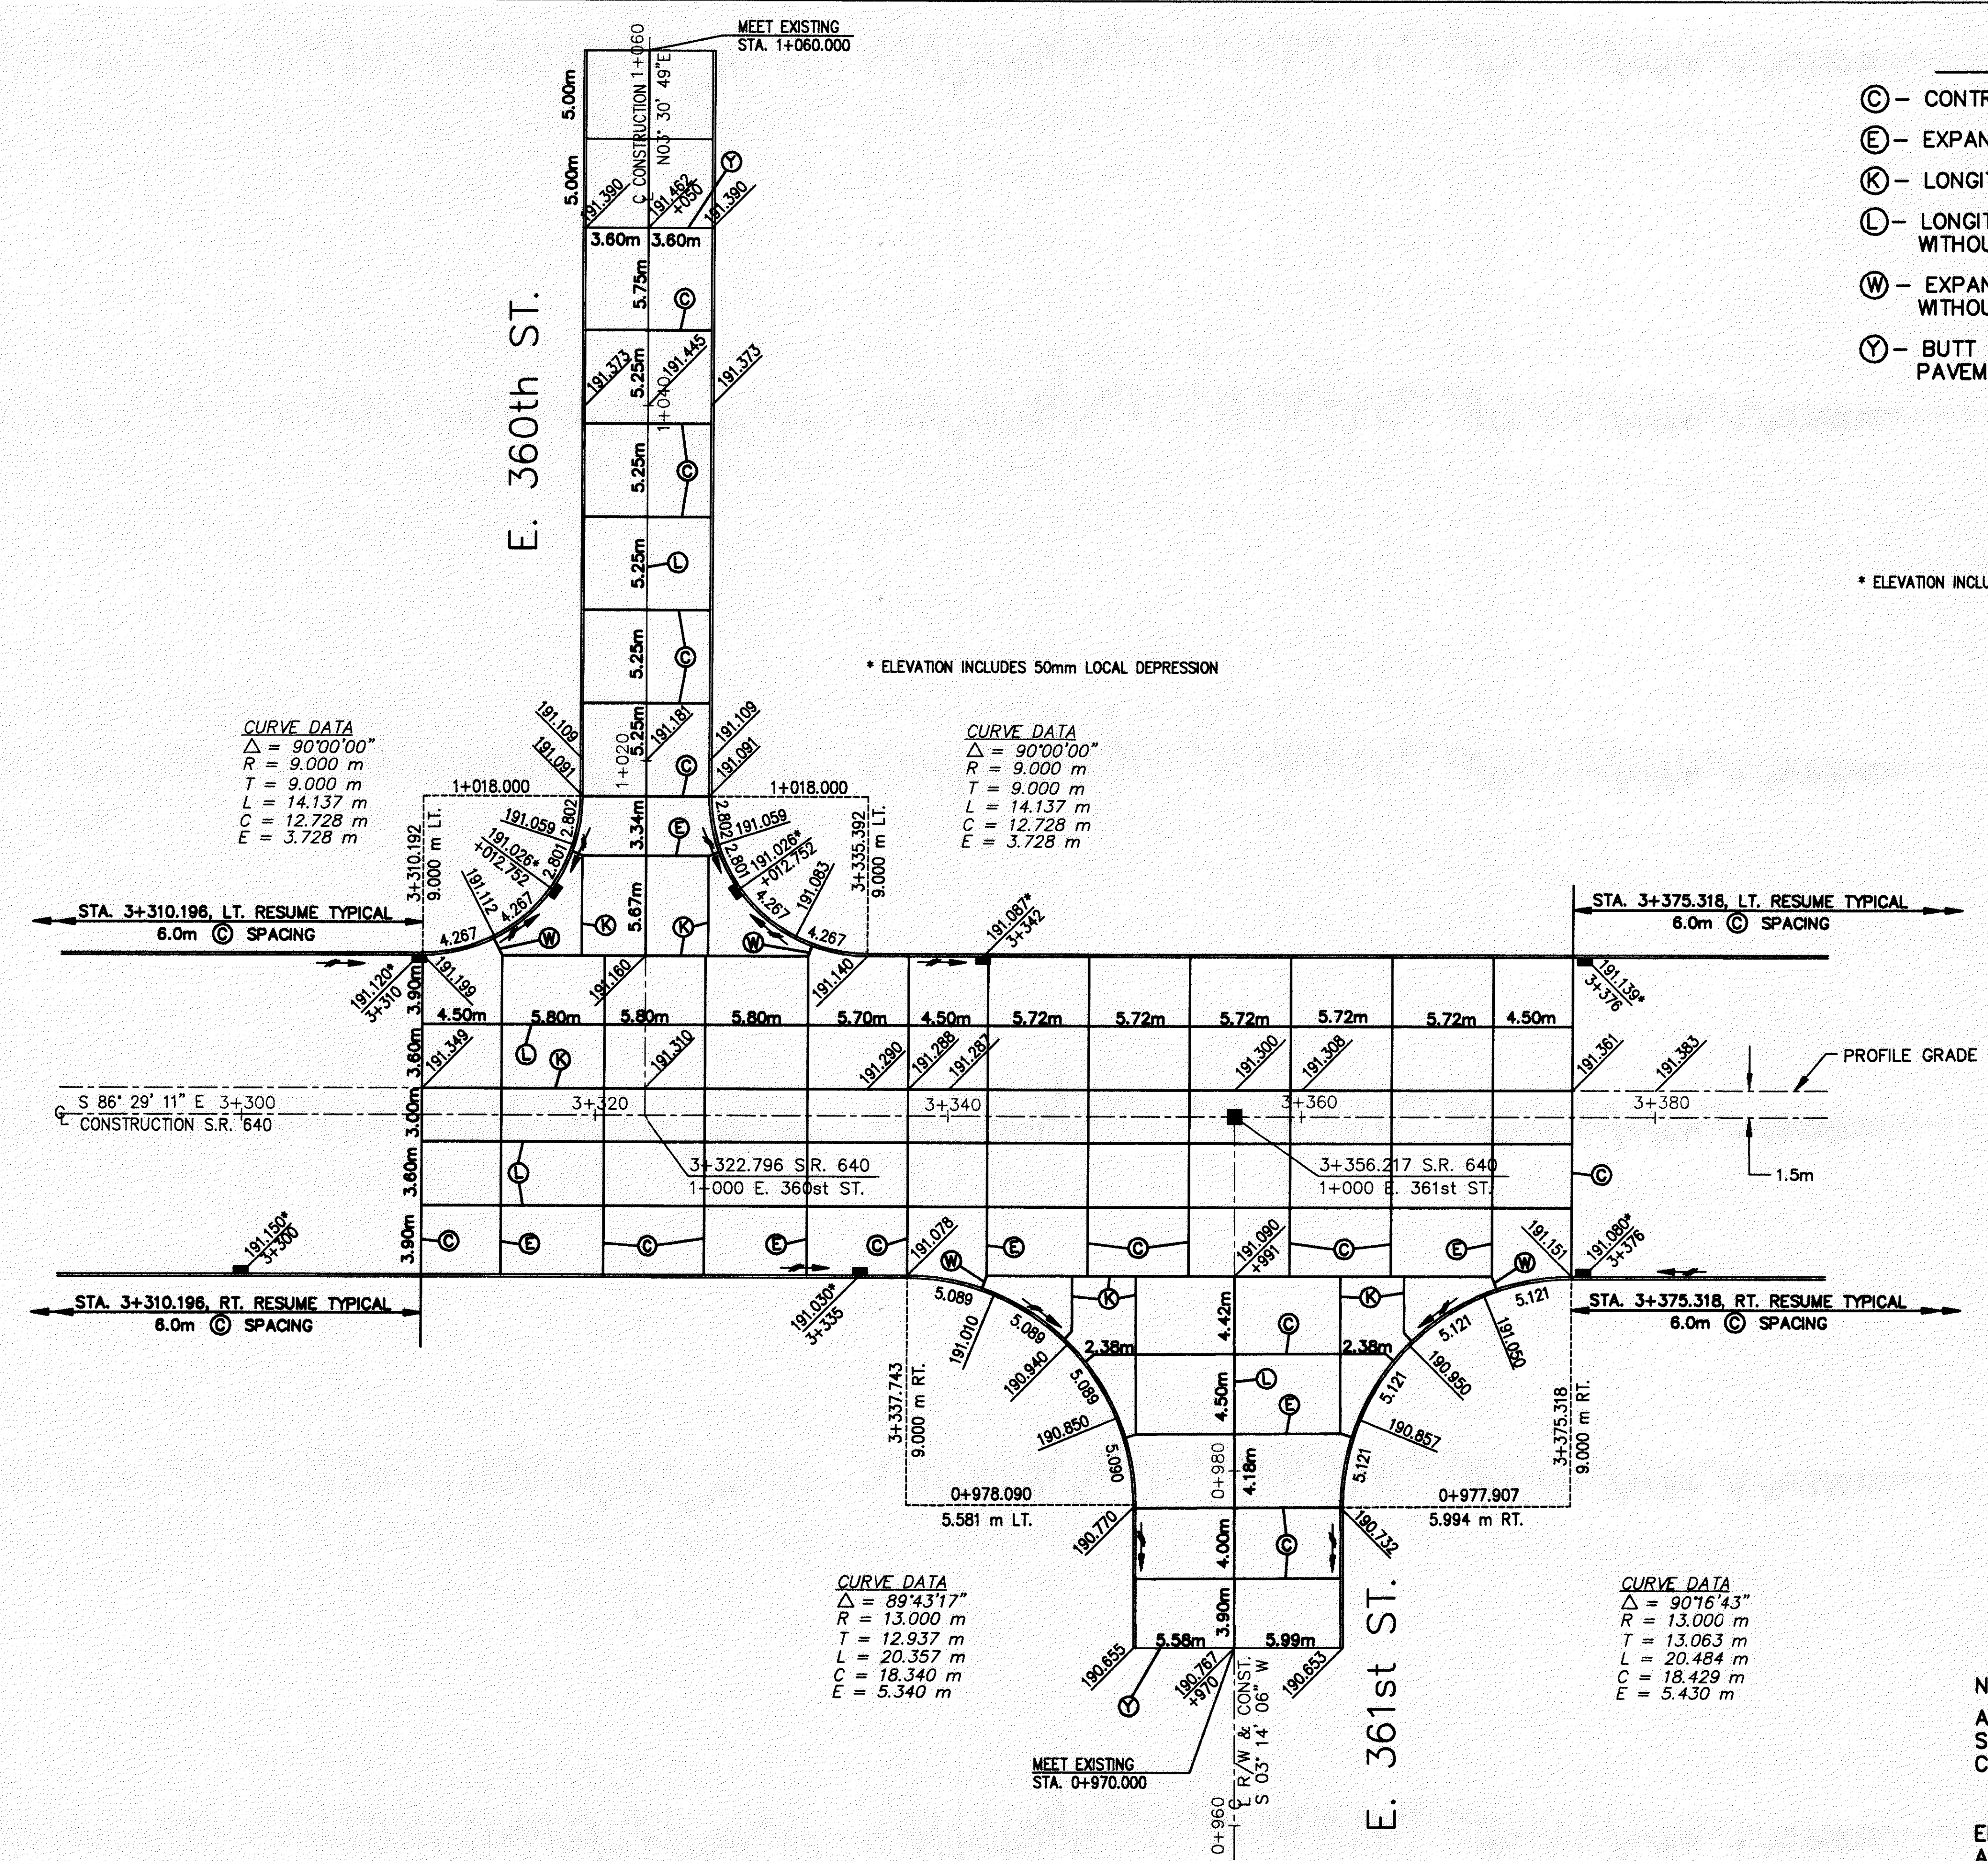 MEET EXISTING
STA. 1+060.000
5.00m
5.00m
℄ CONSTRUCTION 1+060
N03° 30' 49"E
Ⓨ
191.390
191.462
+050
191.390
3.60m 3.60m
5.75m
Ⓒ
191.373
5.25m
191.445
1+040
191.373
E. 360th ST.
5.25m
Ⓒ
5.25m
Ⓛ
5.25m
Ⓒ
* ELEVATION INCLUDES 50mm LOCAL DEPRESSION
Ⓒ – CONTR
Ⓔ – EXPAN
Ⓚ – LONGIT
Ⓛ – LONGIT
WITHOU
Ⓦ – EXPAN
WITHOU
Ⓨ – BUTT
PAVEM
* ELEVATION INCLU
CURVE DATA
△ = 90°00'00"
R = 9.000 m
T = 9.000 m
L = 14.137 m
C = 12.728 m
E = 3.728 m
191.109
191.091
1+020
5.25m
191.181
Ⓒ
191.109
191.091
CURVE DATA
△ = 90°00'00"
R = 9.000 m
T = 9.000 m
L = 14.137 m
C = 12.728 m
E = 3.728 m
1+018.000
1+018.000
3+310.192
9.000 m LT.
191.059
2.802
191.026*
+012.752
2.801
191.112
4.267
4.267
3.34m
Ⓔ
2.802
191.059
2.801
191.026*
+012.752
4.267
191.083
4.267
3+335.392
9.000 m LT.
5.67m
Ⓦ
Ⓚ
Ⓚ
Ⓦ
STA. 3+310.196, LT. RESUME TYPICAL
6.0m Ⓒ SPACING
191.087*
3+342
STA. 3+375.318, LT. RESUME TYPICAL
6.0m Ⓒ SPACING
191.120*
3+310
3.90m
191.199
191.160
191.140
191.139*
3+376
4.50m 5.80m 5.80m 5.80m 5.70m 4.50m 5.72m 5.72m 5.72m 5.72m 5.72m 4.50m
3.60m
191.349
Ⓛ
Ⓚ
191.310
191.290
191.288
191.287
191.300
191.308
191.361
191.383
PROFILE GRADE
S 86° 29' 11" E 3+300
℄ CONSTRUCTION S.R. 640
3.00m
3+320
3+340
3+360
3+380
3.60m
Ⓛ
3+322.796 S.R. 640
1+000 E. 360st ST.
3+356.217 S.R. 640
1+000 E. 361st ST.
Ⓒ
1.5m
191.150*
3+300
3.90m
Ⓒ
Ⓔ
Ⓒ
Ⓔ
Ⓒ
191.078
Ⓦ
Ⓔ
Ⓒ
191.090
+991
Ⓒ
Ⓔ
191.151
Ⓦ
191.080*
3+376
STA. 3+310.196, RT. RESUME TYPICAL
6.0m Ⓒ SPACING
191.030*
3+335
STA. 3+375.318, RT. RESUME TYPICAL
6.0m Ⓒ SPACING
5.089
191.010
5.089
190.940
5.089
190.850
5.090
Ⓚ
4.42m
Ⓒ
Ⓚ
2.38m
2.38m
4.50m
Ⓛ
Ⓔ
5.121
191.050
5.121
190.950
5.121
190.857
5.121
3+337.743
9.000 m RT.
3+375.318
9.000 m RT.
0+980
4.18m
0+978.090
5.581 m LT.
0+977.907
5.994 m RT.
190.770
4.00m
Ⓒ
190.732
3.90m
5.58m
5.99m
190.655
190.767
+970
190.653
Ⓨ
CURVE DATA
△ = 89°43'17"
R = 13.000 m
T = 12.937 m
L = 20.357 m
C = 18.340 m
E = 5.340 m
CURVE DATA
△ = 90°16'43"
R = 13.000 m
T = 13.063 m
L = 20.484 m
C = 18.429 m
E = 5.430 m
MEET EXISTING
STA. 0+970.000
0+960
℄ R/W & CONST.
S 03° 14' 06" W
E. 361st ST.
N
A
S
C